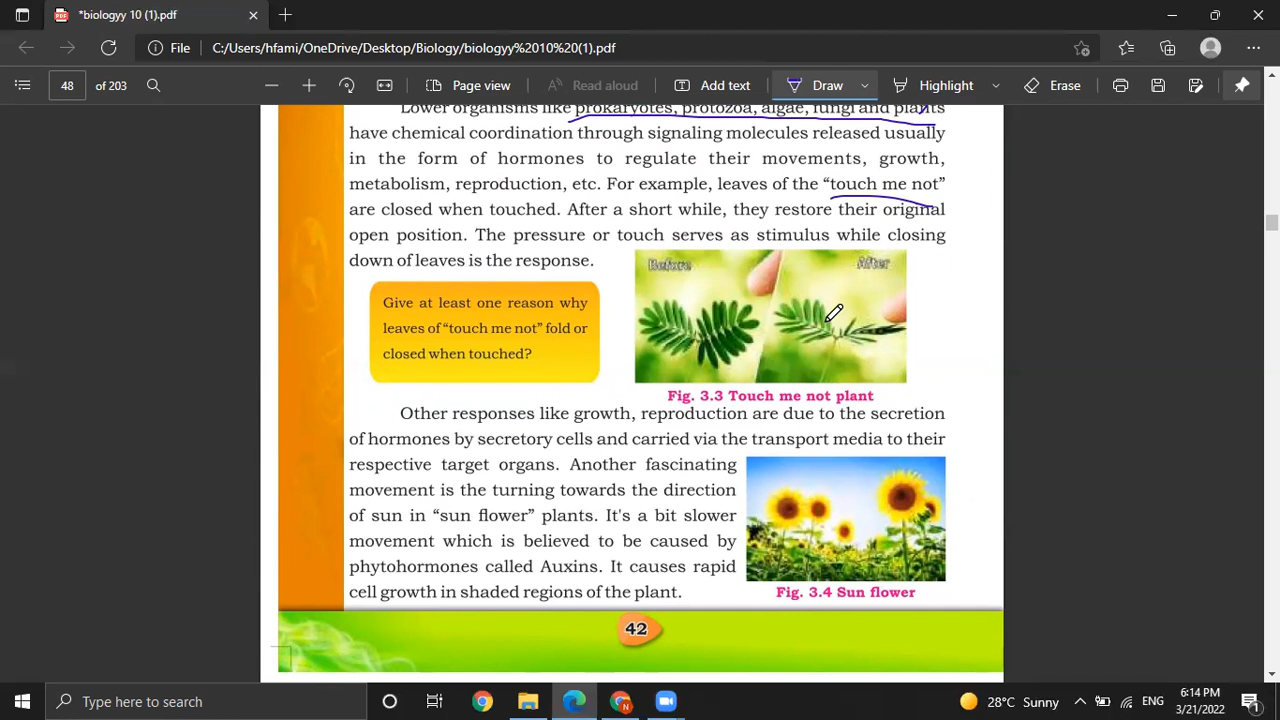 *biologyy 10 (1).pdf
File C:/Users/hfami/OneDrive/Desktop/Biology/biologyy%2010%20(1).pdf
48 of 203 Page view Read aloud Add text Draw Highlight Erase
Lower organisms like prokaryotes, protozoa, algae, fungi and plants
have chemical coordination through signaling molecules released usually
in the form of hormones to regulate their movements, growth,
metabolism, reproduction, etc. For example, leaves of the “touch me not”
are closed when touched. After a short while, they restore their original
open position. The pressure or touch serves as stimulus while closing
down of leaves is the response.
Before After
Give at least one reason why
leaves of “touch me not” fold or
closed when touched?
Fig. 3.3 Touch me not plant
Other responses like growth, reproduction are due to the secretion
of hormones by secretory cells and carried via the transport media to their
respective target organs. Another fascinating
movement is the turning towards the direction
of sun in “sun flower” plants. It's a bit slower
movement which is believed to be caused by
phytohormones called Auxins. It causes rapid
cell growth in shaded regions of the plant.
Fig. 3.4 Sun flower
42
Type here to search
28°C Sunny
ENG
6:14 PM
3/21/2022
1